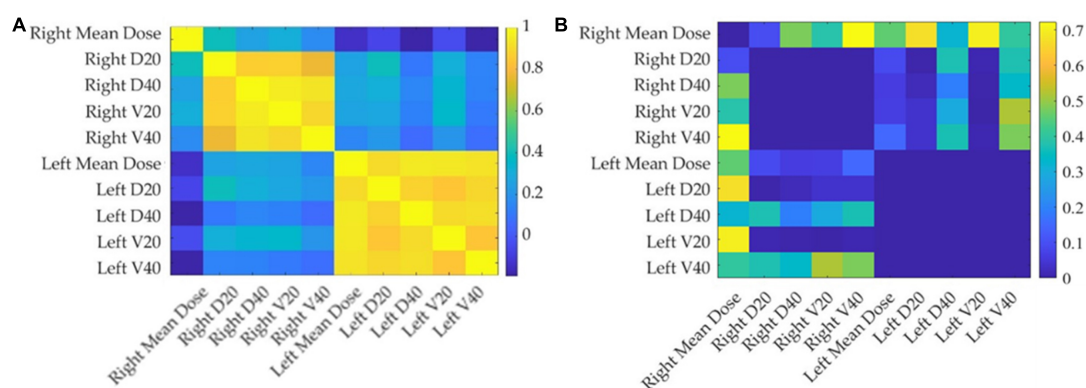 A
Right Mean Dose
Right D20
Right D40
Right V20
Right V40
Left Mean Dose
Left D20
Left D40
Left V20
Left V40
Right Mean Dose
Right D20
Right D40
Right V20
Right V40
Left Mean Dose
Left D20
Left D40
Left V20
Left V40
1
0.8
0.6
0.4
0.2
0
B
Right Mean Dose
Right D20
Right D40
Right V20
Right V40
Left Mean Dose
Left D20
Left D40
Left V20
Left V40
Right Mean Dose
Right D20
Right D40
Right V20
Right V40
Left Mean Dose
Left D20
Left D40
Left V20
Left V40
0.7
0.6
0.5
0.4
0.3
0.2
0.1
0